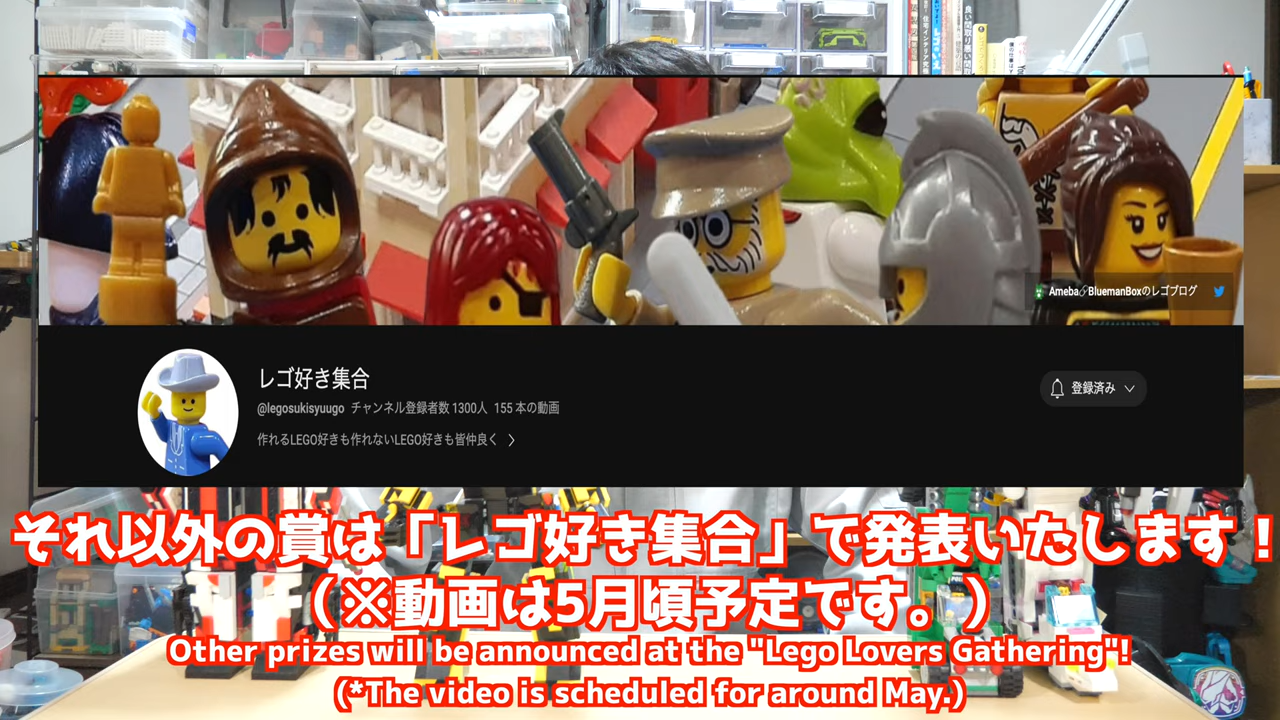 Ameba BluemanBoxのレゴブログ
レゴ好き集合
@legosukisyuugo チャンネル登録者数 1300人 155 本の動画
作れるLEGO好きも作れないLEGO好きも皆仲良く
登録済み
それ以外の賞は「レゴ好き集合」で発表いたします！
（※動画は5月頃予定です。）
Other prizes will be announced at the "Lego Lovers Gathering"!
(*The video is scheduled for around May.)